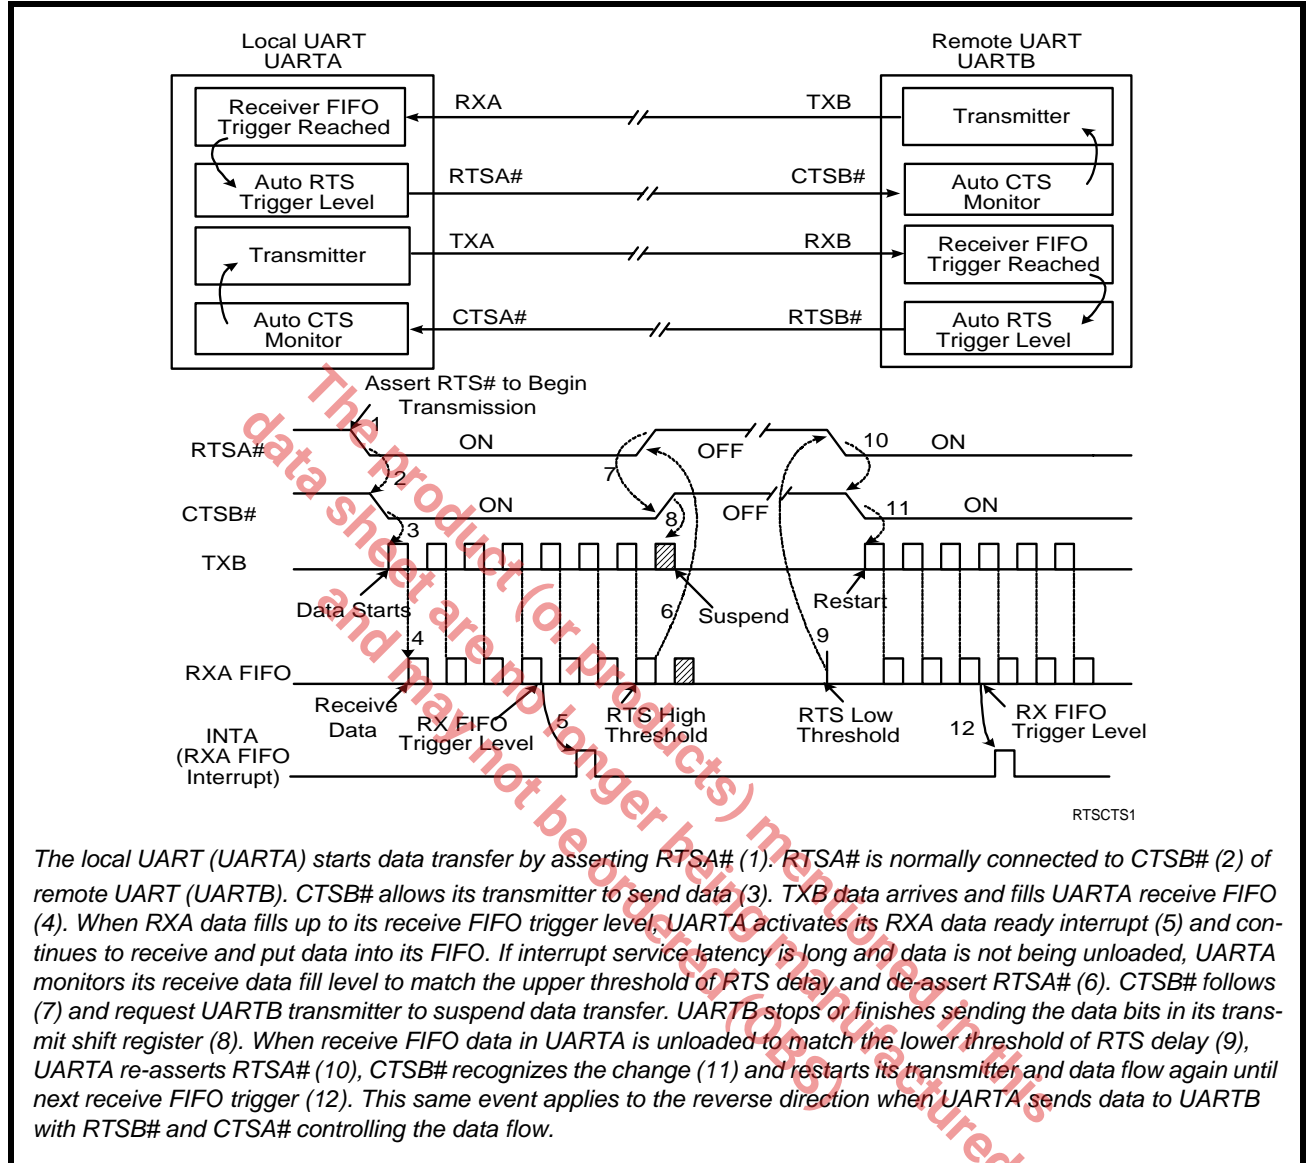 Local UART
UARTA
Remote UART
UARTB
Receiver FIFO
Trigger Reached
RXA
TXB
Transmitter
Auto RTS
Trigger Level
RTSA#
CTSB#
Auto CTS
Monitor
Transmitter
TXA
RXB
Receiver FIFO
Trigger Reached
Auto CTS
Monitor
CTSA#
RTSB#
Auto RTS
Trigger Level
Assert RTS# to Begin
Transmission
RTSA#
1
ON
OFF
10
ON
2
7
CTSB#
ON
8
OFF
11
ON
3
TXB
Data Starts
6
Suspend
Restart
4
9
RXA FIFO
Receive
Data
RX FIFO
Trigger Level
5
RTS High
Threshold
RTS Low
Threshold
12
RX FIFO
Trigger Level
INTA
(RXA FIFO
Interrupt)
RTSCTS1
The local UART (UARTA) starts data transfer by asserting RTSA# (1). RTSA# is normally connected to CTSB# (2) of
remote UART (UARTB). CTSB# allows its transmitter to send data (3). TXB data arrives and fills UARTA receive FIFO
(4). When RXA data fills up to its receive FIFO trigger level, UARTA activates its RXA data ready interrupt (5) and con-
tinues to receive and put data into its FIFO. If interrupt service latency is long and data is not being unloaded, UARTA
monitors its receive data fill level to match the upper threshold of RTS delay and de-assert RTSA# (6). CTSB# follows
(7) and request UARTB transmitter to suspend data transfer. UARTB stops or finishes sending the data bits in its trans-
mit shift register (8). When receive FIFO data in UARTA is unloaded to match the lower threshold of RTS delay (9),
UARTA re-asserts RTSA# (10), CTSB# recognizes the change (11) and restarts its transmitter and data flow again until
next receive FIFO trigger (12). This same event applies to the reverse direction when UARTA sends data to UARTB
with RTSB# and CTSA# controlling the data flow.
The product (or products) mentioned in this
data sheet are no longer being manufactured
and may not be ordered (OBS)